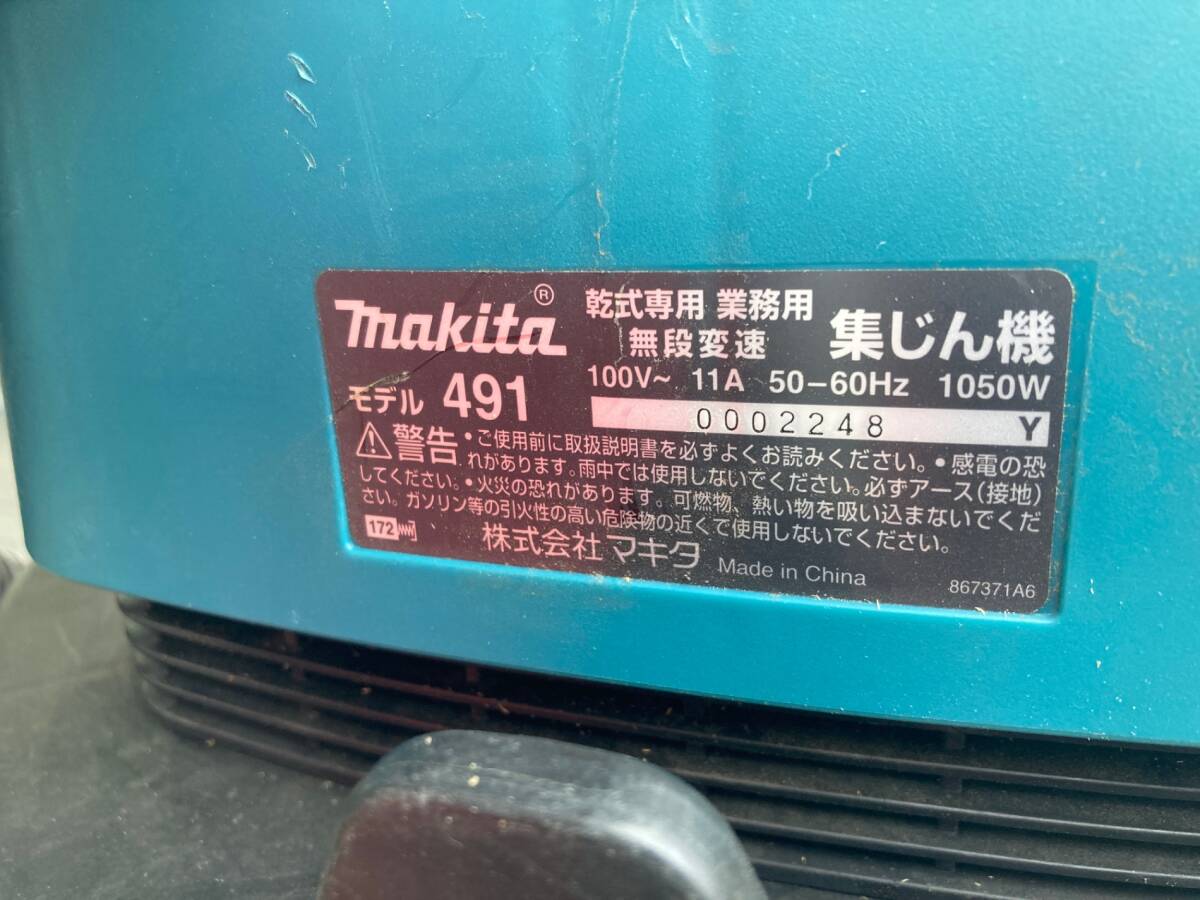 makita® 乾式専用 業務用
無段変速 集じん機
モデル 491 100V~ 11A 50-60Hz 1050W
0002248 Y
⚠警告 •ご使用前に取扱説明書を必ずよくお読みください。•感電の恐
れがあります。雨中では使用しないでください。必ずアース(接地)
してください。•火災の恐れがあります。可燃物、熱い物を吸い込まないでくだ
さい。ガソリン等の引火性の高い危険物の近くで使用しないでください。
172 株式会社マキタ Made in China 867371A6